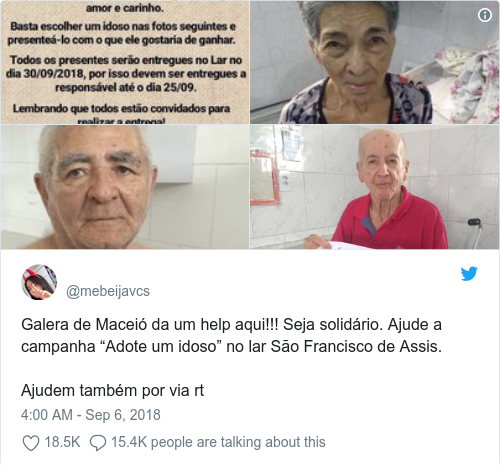 amor e carinho.
Basta escolher um idoso nas fotos seguintes e
presenteá-lo com o que ele gostaria de ganhar.
Todos os presentes serão entregues no Lar no
dia 30/09/2018, por isso devem ser entregues a
responsável até o dia 25/09.
Lembrando que todos estão convidados para
realizar a entrega!
@mebeijavcs
Galera de Maceió da um help aqui!!! Seja solidário. Ajude a
campanha “Adote um idoso” no lar São Francisco de Assis.
Ajudem também por via rt
4:00 AM - Sep 6, 2018
18.5K 15.4K people are talking about this